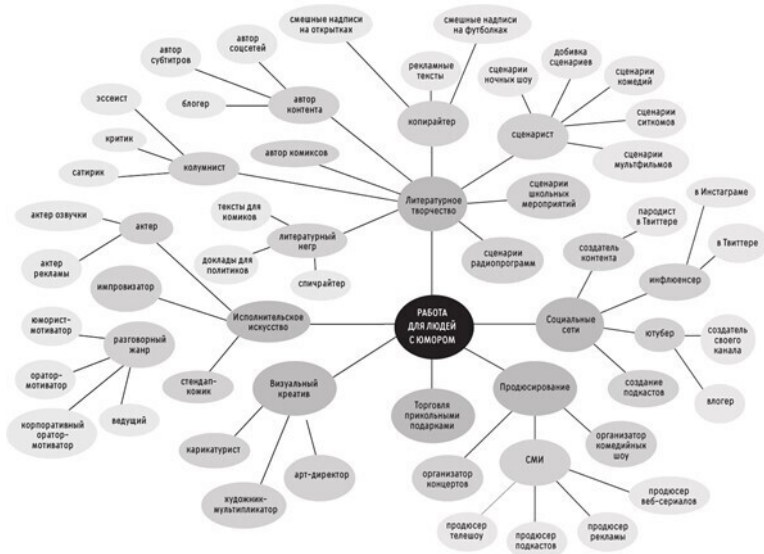 смешные надписи
на открытках
смешные надписи
на футболках
автор
соцсетей
автор
субтитров
блогер
автор
контента
рекламные
тексты
копирайтер
сценарии
ночных шоу
добивка
сценариев
сценарии
комедий
сценарии
ситкомов
сценарии
мультфильмов
сценарист
эссеист
критик
сатирик
колумнист
автор комиксов
Литературное
творчество
сценарии
школьных
мероприятий
сценарии
радиопрограмм
тексты для
комиков
литературный
негр
доклады для
политиков
спичрайтер
актер озвучки
актер
актер
рекламы
импровизатор
Исполнительское
искусство
юморист-
мотиватор
разговорный
жанр
оратор-
мотиватор
корпоративный
оратор-
мотиватор
ведущий
стендап-
комик
РАБОТА
ДЛЯ ЛЮДЕЙ
С ЮМОРОМ
пародист
в Твиттере
в Инстаграме
в Твиттере
создатель
контента
инфлюенсер
Социальные
сети
ютубер
создатель
своего
канала
влогер
создание
подкастов
Визуальный
креатив
карикатурист
художник-
мультипликатор
арт-директор
Торговля
прикольными
подарками
Продюсирование
организатор
концертов
СМИ
организатор
комедийных
шоу
продюсер
телешоу
продюсер
подкастов
продюсер
рекламы
продюсер
веб-сериалов